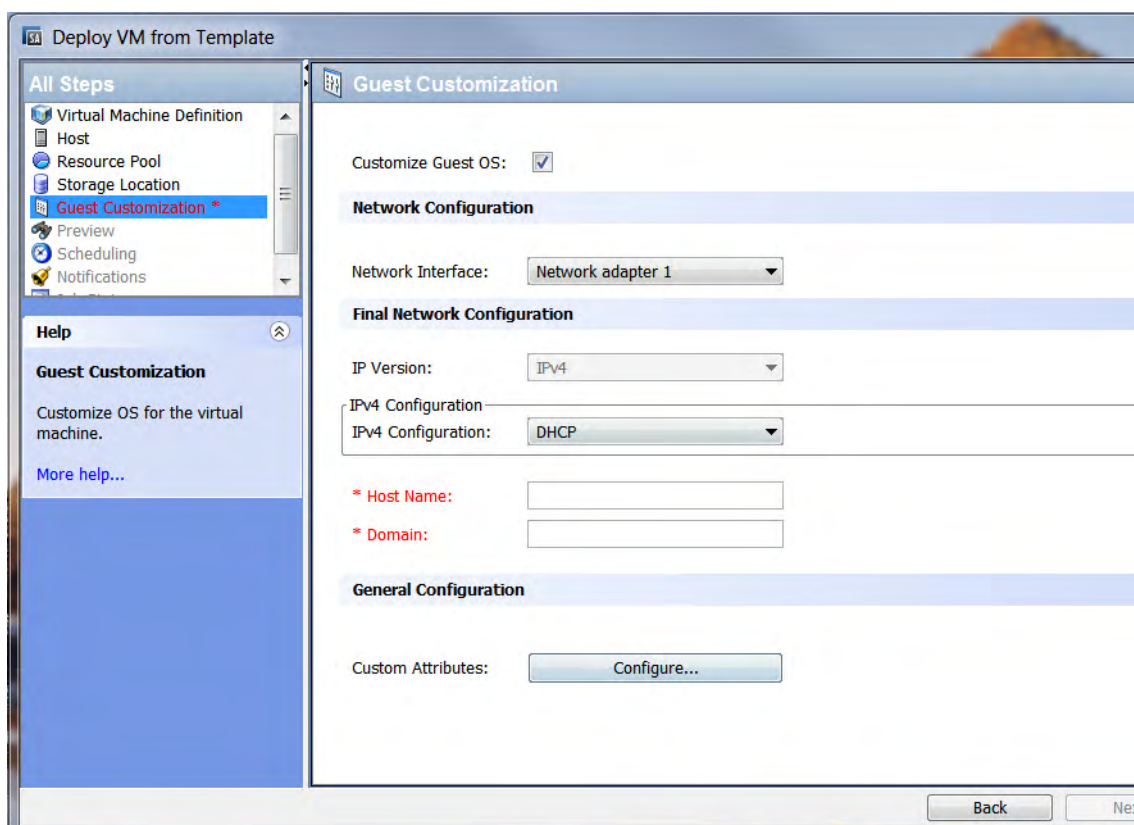 SA Deploy VM from Template
All Steps
Virtual Machine Definition
Host
Resource Pool
Storage Location
Guest Customization *
Preview
Scheduling
Notifications
Help
Guest Customization
Customize OS for the virtual
machine.
More help...
Guest Customization
Customize Guest OS:
Network Configuration
Network Interface: Network adapter 1
Final Network Configuration
IP Version: IPv4
IPv4 Configuration
IPv4 Configuration: DHCP
* Host Name:
* Domain:
General Configuration
Custom Attributes: Configure...
Back